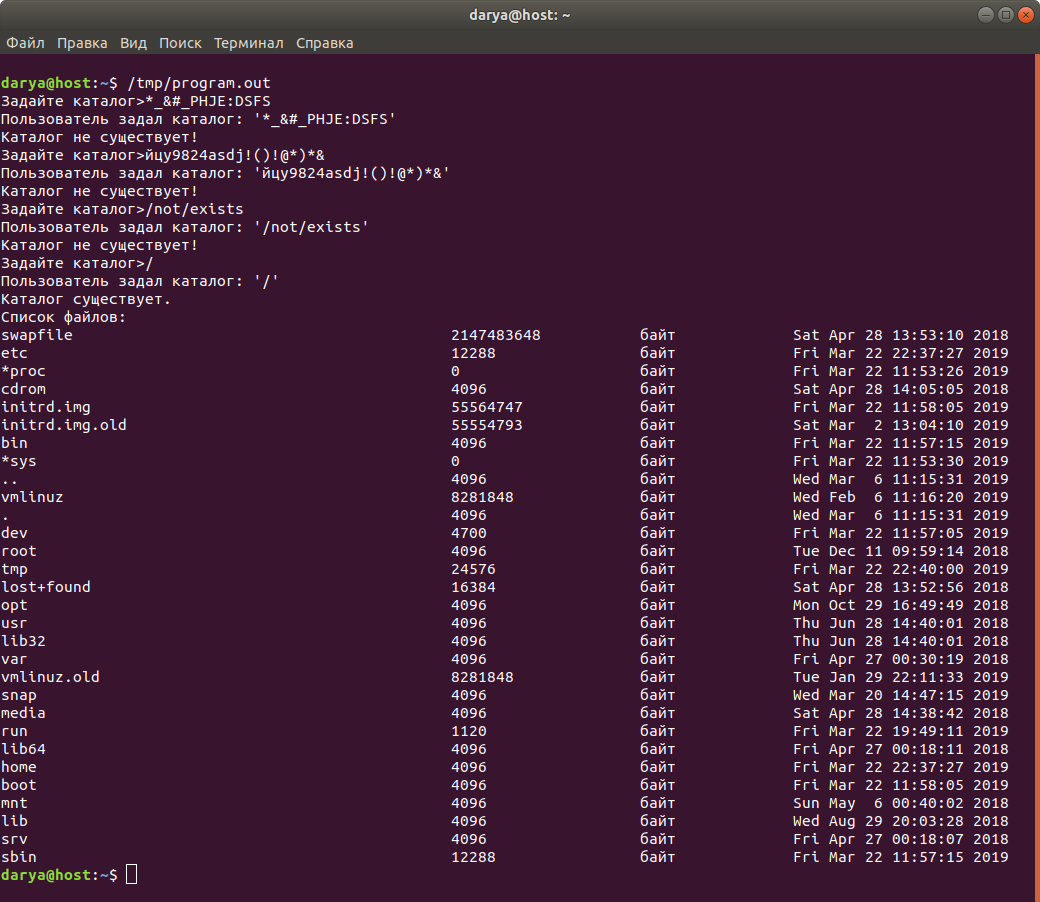 darya@host: ~
Файл Правка Вид Поиск Терминал Справка
darya@host:~$ /tmp/program.out
Задайте каталог>*_&#_PHJE:DSFS
Пользователь задал каталог: '*_&#_PHJE:DSFS'
Каталог не существует!
Задайте каталог>йцу9824asdj!()!@*)*&
Пользователь задал каталог: 'йцу9824asdj!()!@*)*&'
Каталог не существует!
Задайте каталог>/not/exists
Пользователь задал каталог: '/not/exists'
Каталог не существует!
Задайте каталог>/
Пользователь задал каталог: '/'
Каталог существует.
Список файлов:
swapfile 2147483648 байт Sat Apr 28 13:53:10 2018
etc 12288 байт Fri Mar 22 22:37:27 2019
*proc 0 байт Fri Mar 22 11:53:26 2019
cdrom 4096 байт Sat Apr 28 14:05:05 2018
initrd.img 55564747 байт Fri Mar 22 11:58:05 2019
initrd.img.old 55554793 байт Sat Mar  2 13:04:10 2019
bin 4096 байт Fri Mar 22 11:57:15 2019
*sys 0 байт Fri Mar 22 11:53:30 2019
.. 4096 байт Wed Mar  6 11:15:31 2019
vmlinuz 8281848 байт Wed Feb  6 11:16:20 2019
. 4096 байт Wed Mar  6 11:15:31 2019
dev 4700 байт Fri Mar 22 11:57:05 2019
root 4096 байт Tue Dec 11 09:59:14 2018
tmp 24576 байт Fri Mar 22 22:40:00 2019
lost+found 16384 байт Sat Apr 28 13:52:56 2018
opt 4096 байт Mon Oct 29 16:49:49 2018
usr 4096 байт Thu Jun 28 14:40:01 2018
lib32 4096 байт Thu Jun 28 14:40:01 2018
var 4096 байт Fri Apr 27 00:30:19 2018
vmlinuz.old 8281848 байт Tue Jan 29 22:11:33 2019
snap 4096 байт Wed Mar 20 14:47:15 2019
media 4096 байт Sat Apr 28 14:38:42 2018
run 1120 байт Fri Mar 22 19:49:11 2019
lib64 4096 байт Fri Apr 27 00:18:11 2018
home 4096 байт Fri Mar 22 22:37:27 2019
boot 4096 байт Fri Mar 22 11:58:05 2019
mnt 4096 байт Sun May  6 00:40:02 2018
lib 4096 байт Wed Aug 29 20:03:28 2018
srv 4096 байт Fri Apr 27 00:18:07 2018
sbin 12288 байт Fri Mar 22 11:57:15 2019
darya@host:~$